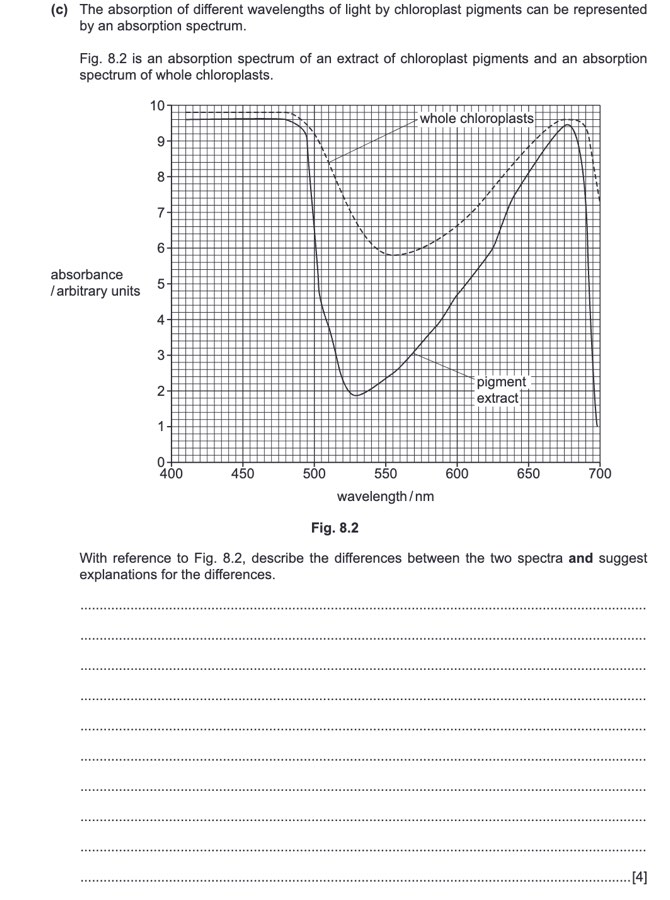 (c) The absorption of different wavelengths of light by chloroplast pigments can be represented
by an absorption spectrum.
Fig. 8.2 is an absorption spectrum of an extract of chloroplast pigments and an absorption
spectrum of whole chloroplasts.
10
9
8
7
6
5
4
3
2
1
0
absorbance
/ arbitrary units
whole chloroplasts
pigment
extract
400 450 500 550 600 650 700
wavelength / nm
Fig. 8.2
With reference to Fig. 8.2, describe the differences between the two spectra and suggest
explanations for the differences.
[4]